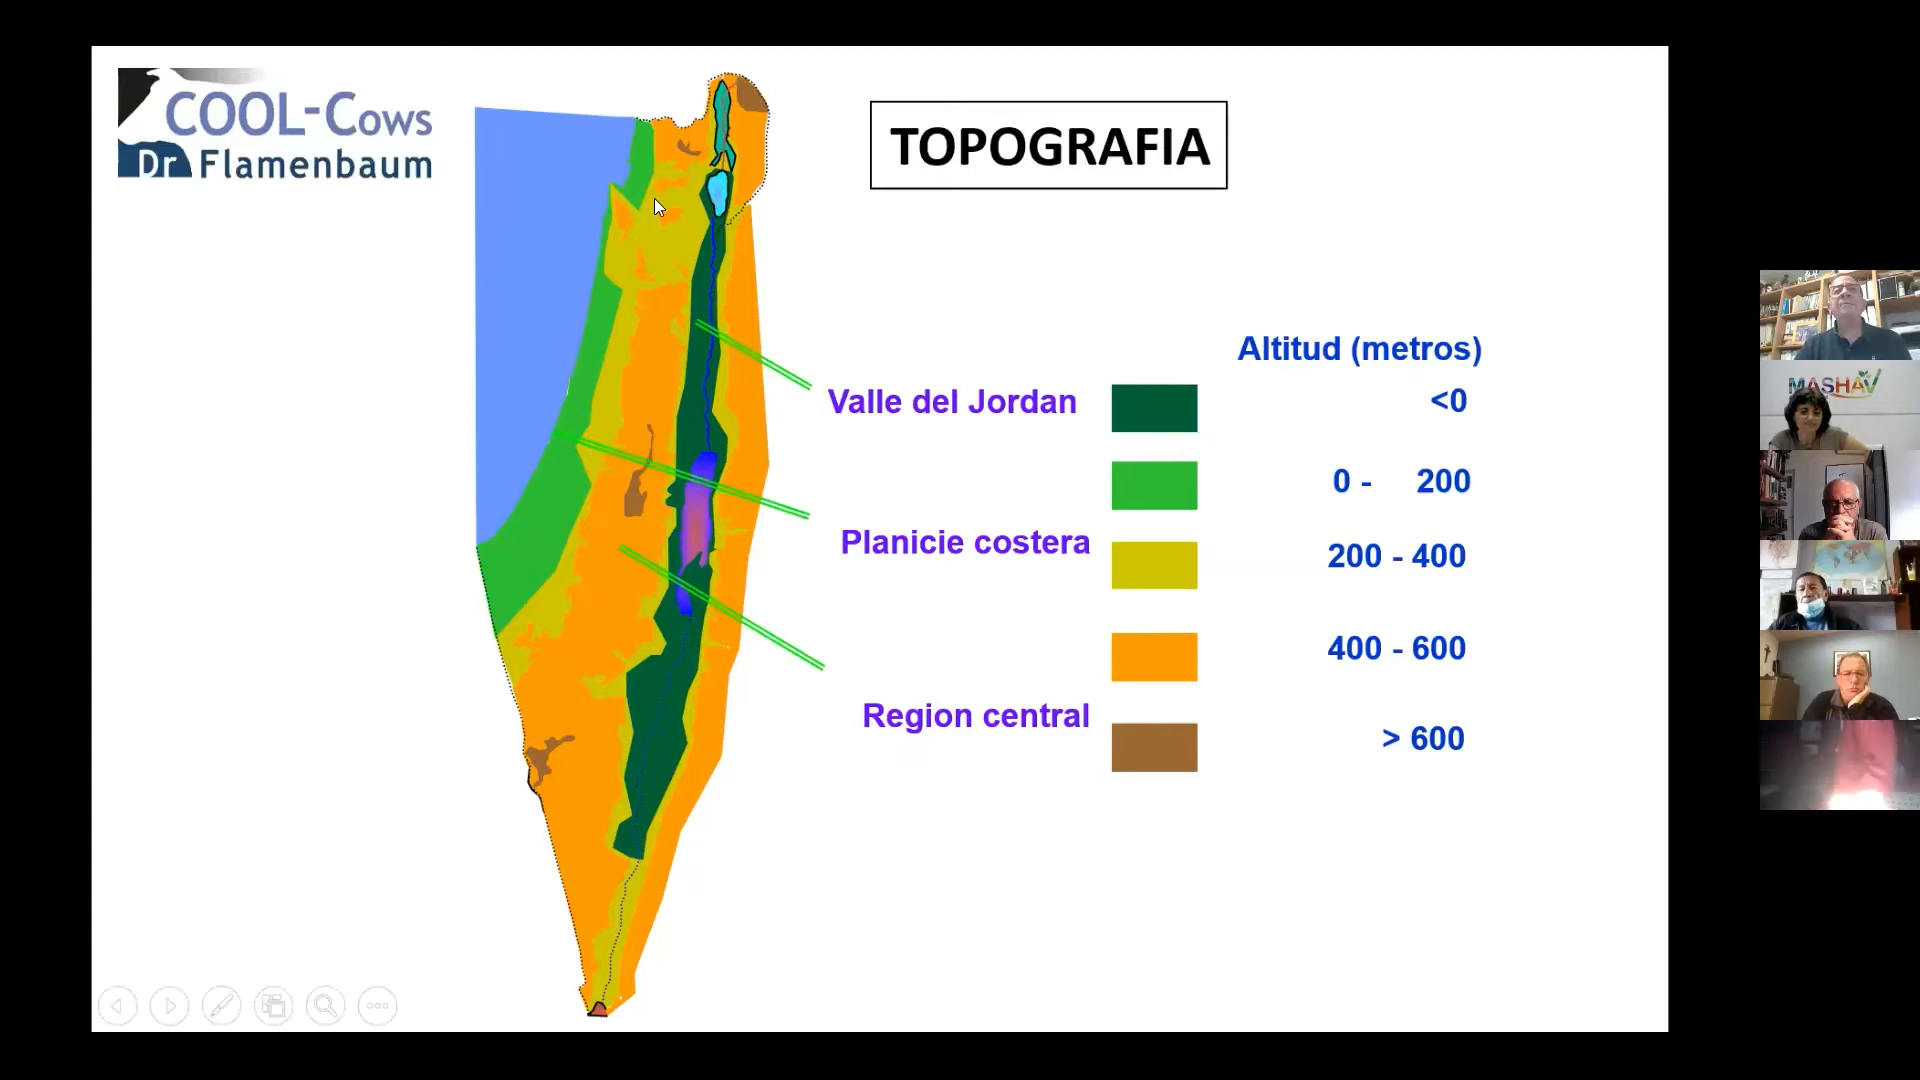 COOL-Cows
Dr Flamenbaum
TOPOGRAFIA
Altitud (metros)
Valle del Jordan
<0
0 - 200
Planicie costera
200 - 400
400 - 600
Region central
> 600
MASHAV